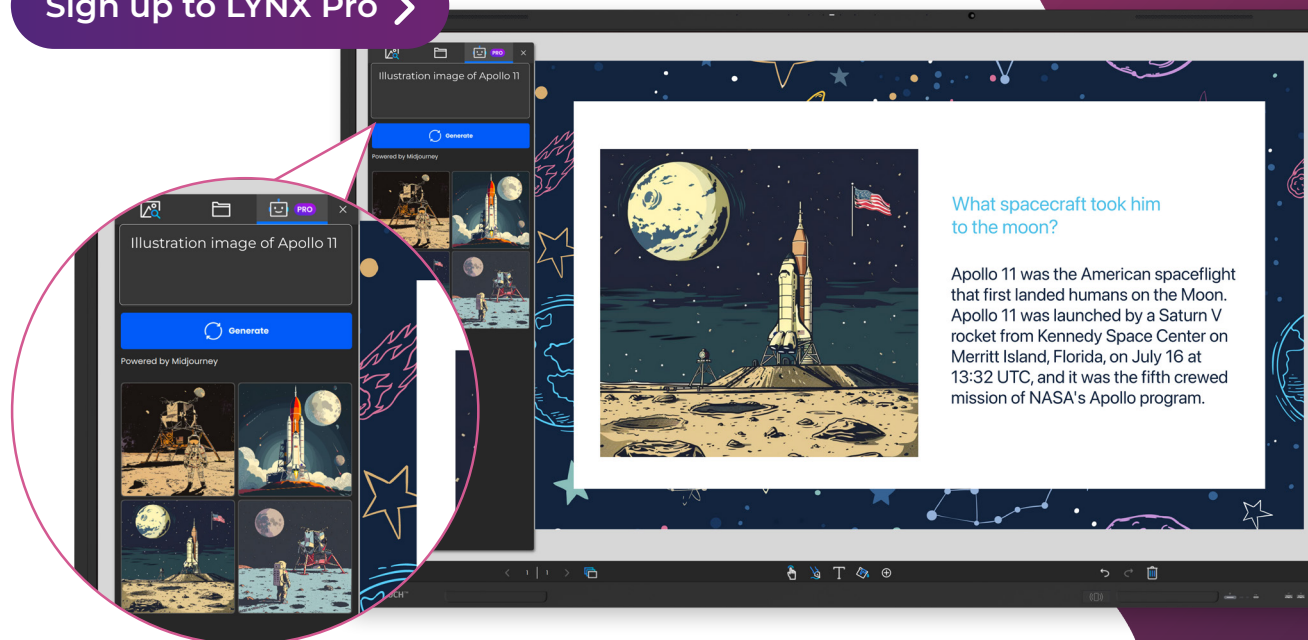 Sign up to LYNX Pro
PRO
Illustration image of Apollo 11
Generate
Powered by Midjourney
PRO
Illustration image of Apollo 11
Generate
Powered by Midjourney
What spacecraft took him
to the moon?
Apollo 11 was the American spaceflight
that first landed humans on the Moon.
Apollo 11 was launched by a Saturn V
rocket from Kennedy Space Center on
Merritt Island, Florida, on July 16 at
13:32 UTC, and it was the fifth crewed
mission of NASA's Apollo program.
1 | 1